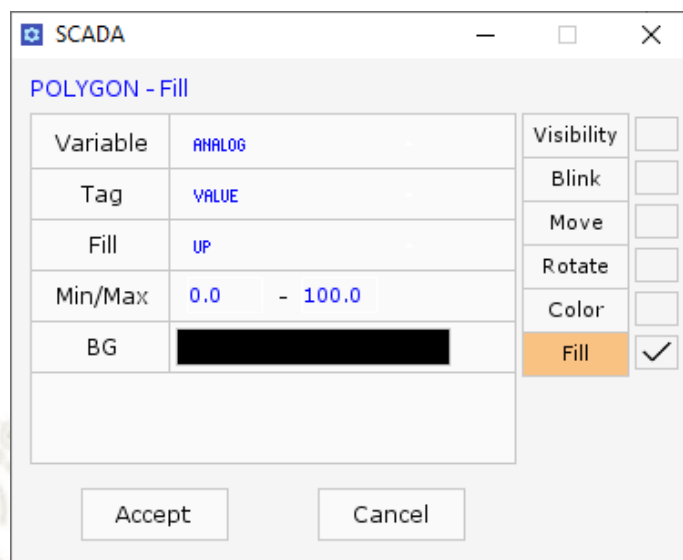 SCADA
POLYGON - Fill
Variable ANALOG
Tag VALUE
Fill UP
Min/Max 0.0 - 100.0
BG
Visibility
Blink
Move
Rotate
Color
Fill
Accept Cancel